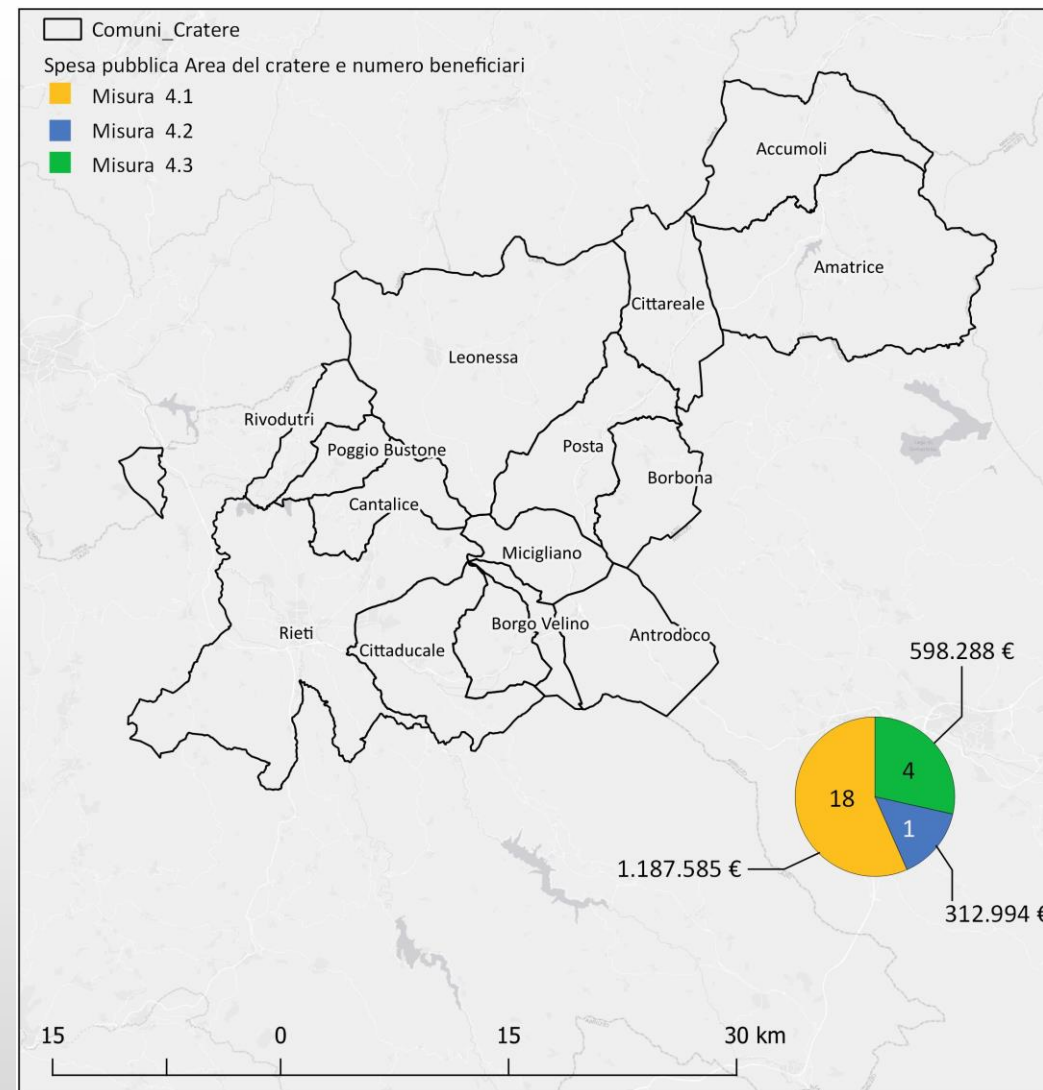 Comuni_Cratere
Spesa pubblica Area del cratere e numero beneficiari
Misura 4.1
Misura 4.2
Misura 4.3
Accumoli
Amatrice
Cittareale
Leonessa
Rivodutri
Poggio Bustone
Posta
Borbona
Cantalice
Micigliano
Rieti
Cittaducale
Borgo Velino
Antrodoco
598.288 €
4
18
1
1.187.585 €
312.994 €
15 0 15 30 km